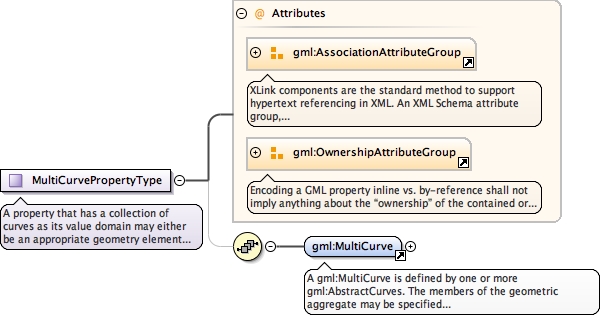 @ Attributes
gml:AssociationAttributeGroup
XLink components are the standard method to support
hypertext referencing in XML. An XML Schema attribute
group,...
gml:OwnershipAttributeGroup
Encoding a GML property inline vs. by-reference shall not
imply anything about the “ownership” of the contained or...
MultiCurvePropertyType
A property that has a collection of
curves as its value domain may either
be an appropriate geometry element...
gml:MultiCurve
A gml:MultiCurve is defined by one or more
gml:AbstractCurves. The members of the geometric
aggregate may be specified...